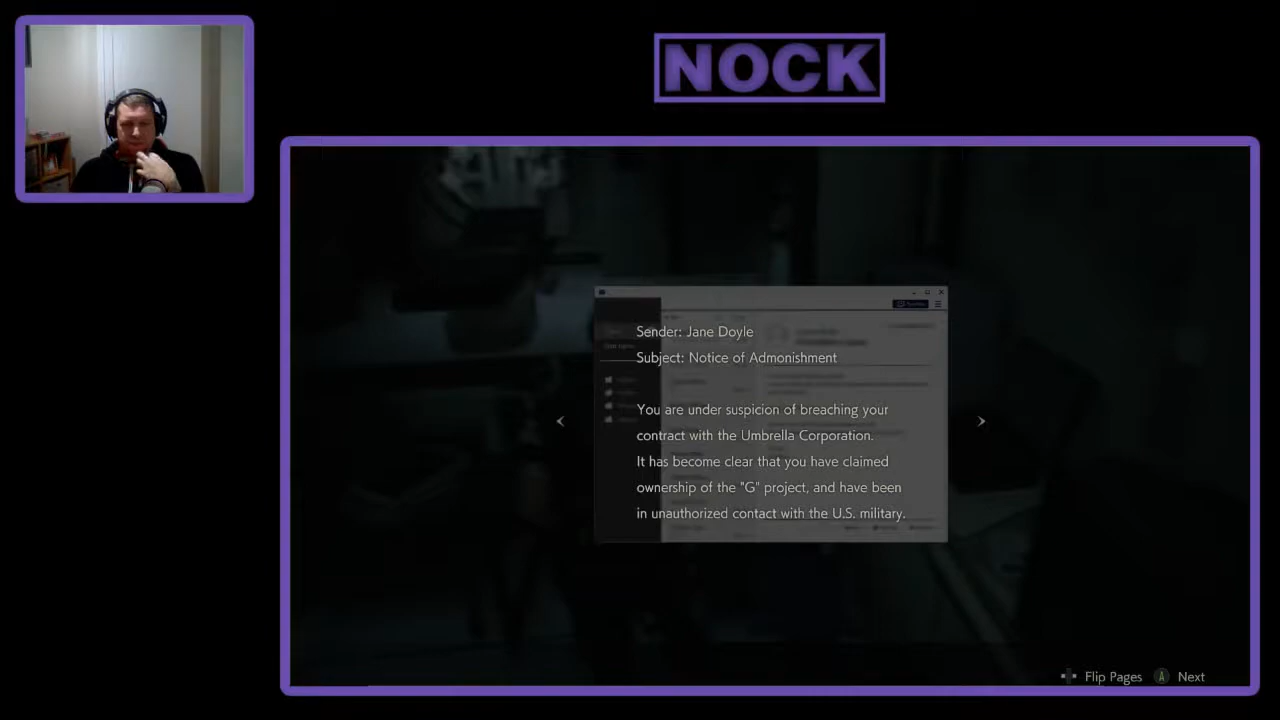 NOCK
Sender: Jane Doyle
Subject: Notice of Admonishment
You are under suspicion of breaching your
contract with the Umbrella Corporation.
It has become clear that you have claimed
ownership of the "G" project, and have been
in unauthorized contact with the U.S. military.
Flip Pages A Next